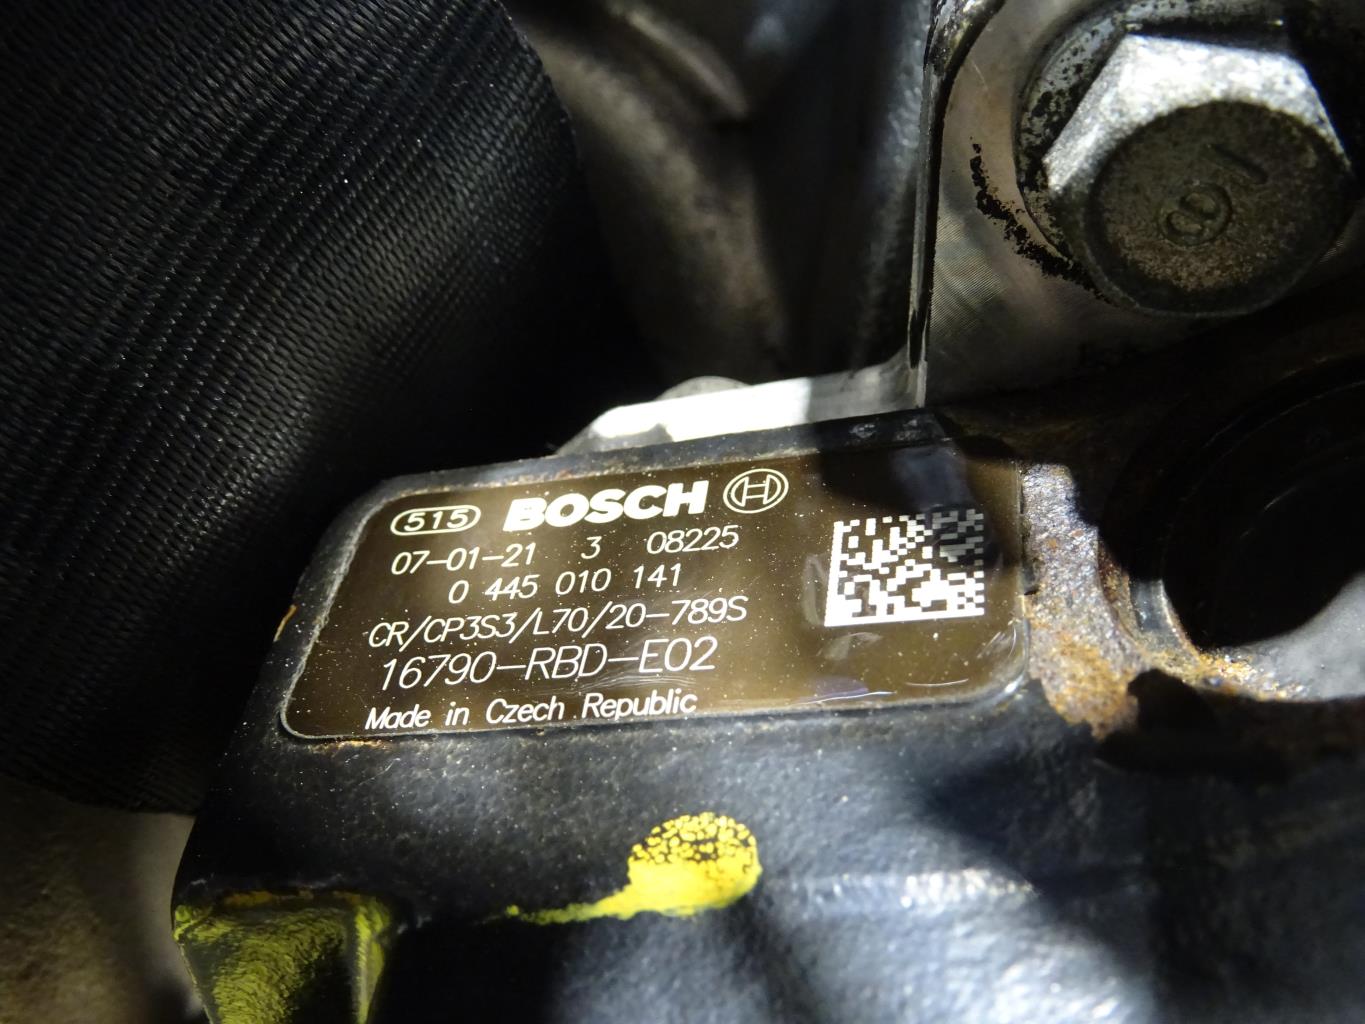 515 BOSCH
07-01-21 3 08225
0 445 010 141
CR/CP3S3/L70/20-789S
16790-RBD-E02
Made in Czech Republic